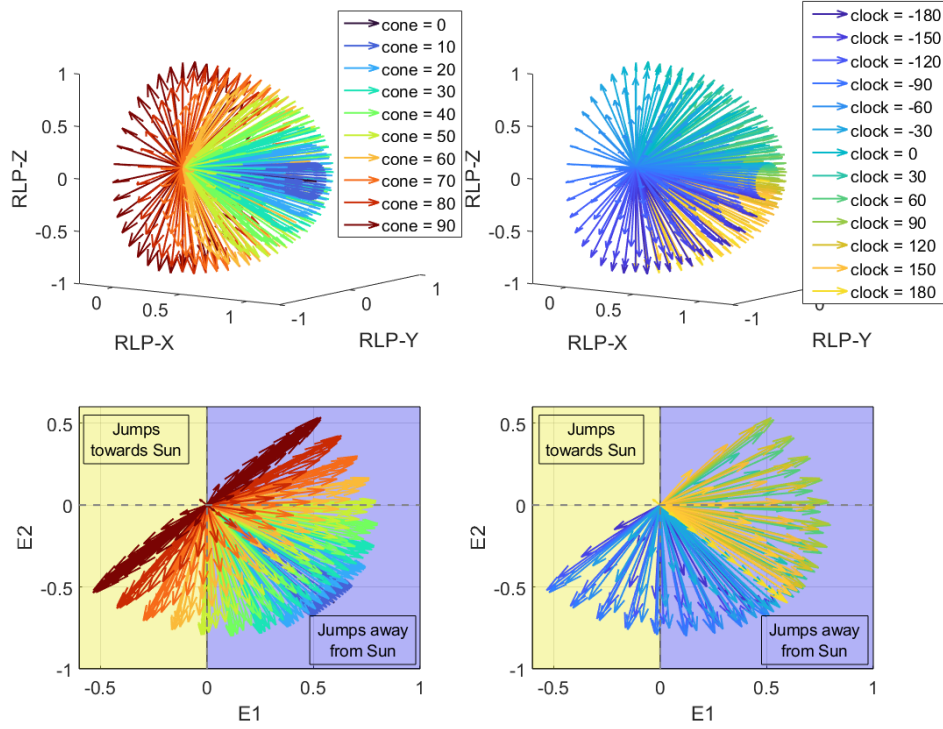 cone = 0
cone = 10
cone = 20
cone = 30
cone = 40
cone = 50
cone = 60
cone = 70
cone = 80
cone = 90
1
0.5
0
-0.5
-1
RLP-Z
0
0.5
1
RLP-X
-1
0
1
RLP-Y
clock = -180
clock = -150
clock = -120
clock = -90
clock = -60
clock = -30
clock = 0
clock = 30
clock = 60
clock = 90
clock = 120
clock = 150
clock = 180
1
0.5
0
-0.5
-1
RLP-Z
0
0.5
1
RLP-X
-1
0
RLP-Y
Jumps
towards Sun
Jumps away
from Sun
0.5
0
-0.5
-1
E2
-0.5
0
0.5
1
E1
Jumps
towards Sun
Jumps away
from Sun
0.5
0
-0.5
-1
E2
-0.5
0
0.5
1
E1